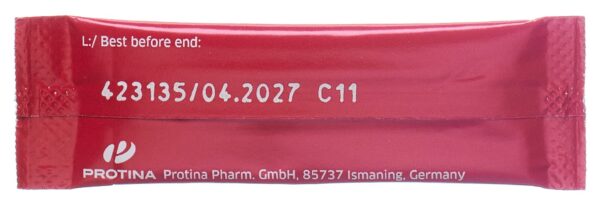 L:/ Best before end:
423135/04.2027 C11
PROTINA Protina Pharm. GmbH, 85737 Ismaning, Germany